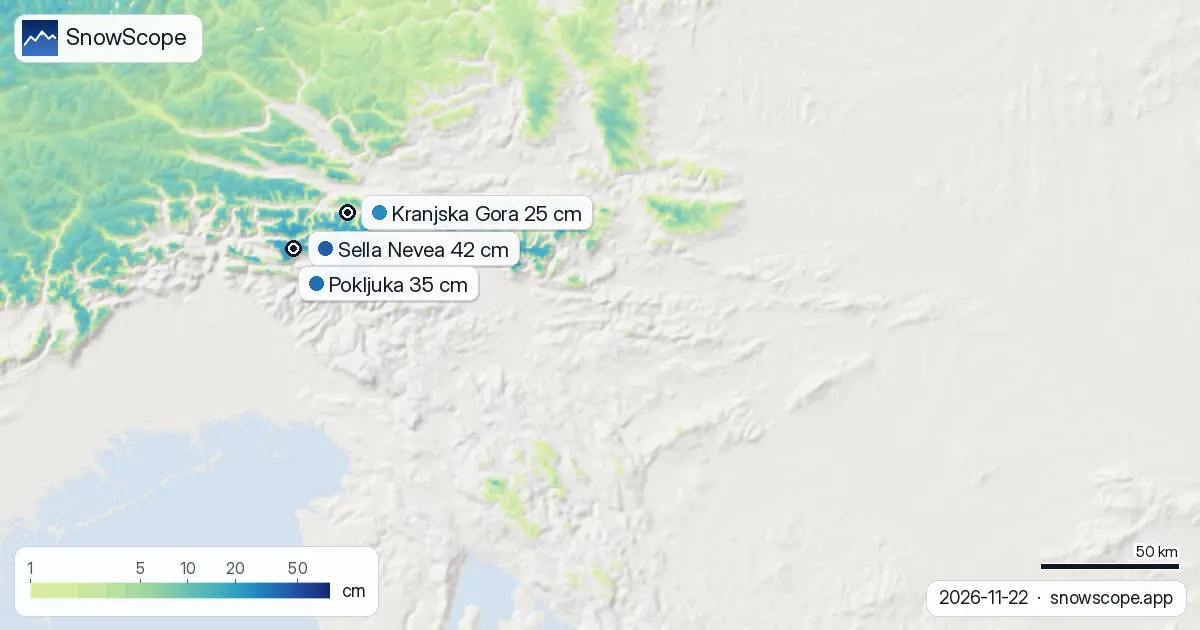 SnowScope
Kranjska Gora 25 cm
Sella Nevea 42 cm
Pokljuka 35 cm
1 5 10 20 50 cm
50 km
2026-11-22 · snowscope.app